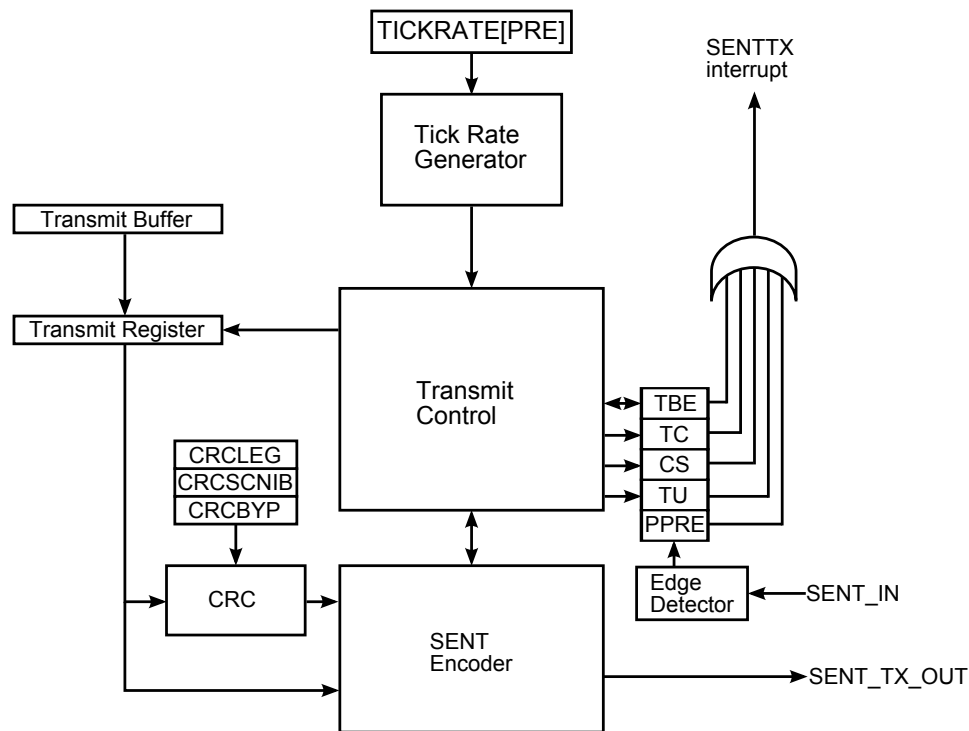 TICKRATE[PRE]
SENTTX
interrupt
Tick Rate
Generator
Transmit Buffer
Transmit Register
Transmit
Control
TBE
TC
CS
TU
PPRE
CRCLEG
CRCSCNIB
CRCBYP
CRC
Edge
Detector
SENT_IN
SENT
Encoder
SENT_TX_OUT